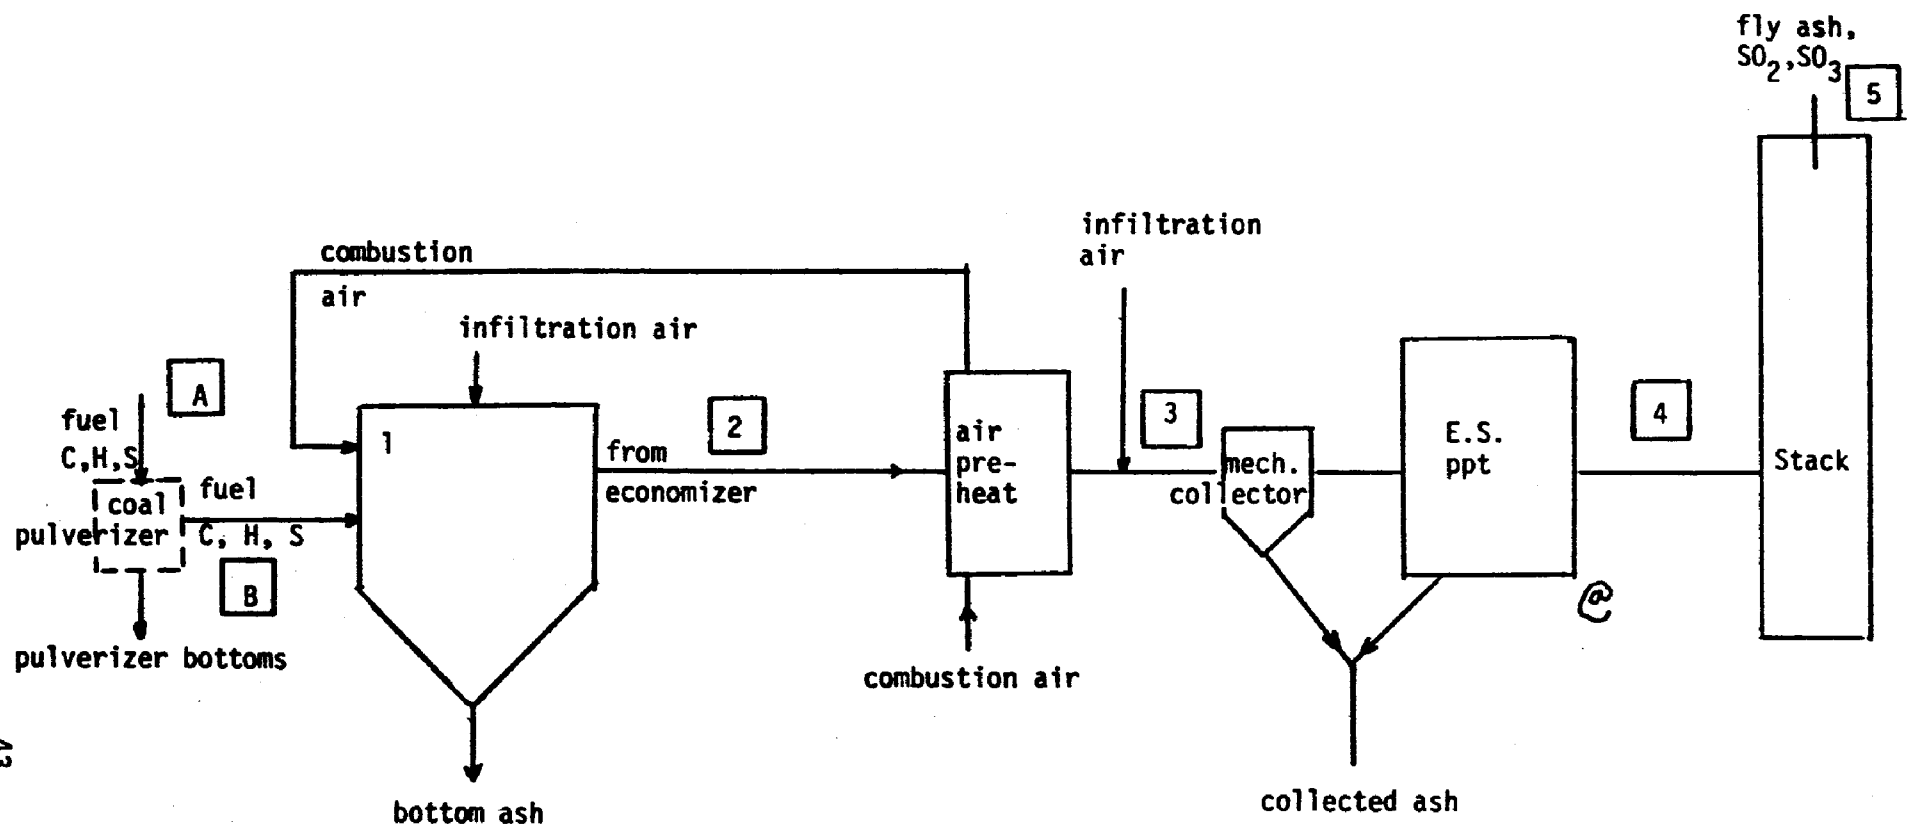 fly ash,
SO2,SO3
5
infiltration
air
combustion
air
infiltration air
A
fuel
C,H,S
coal
pulverizer
fuel
C, H, S
B
pulverizer bottoms
1
from
economizer
2
air
pre-
heat
3
mech.
collector
E.S.
ppt
4
Stack
@
combustion air
bottom ash
collected ash